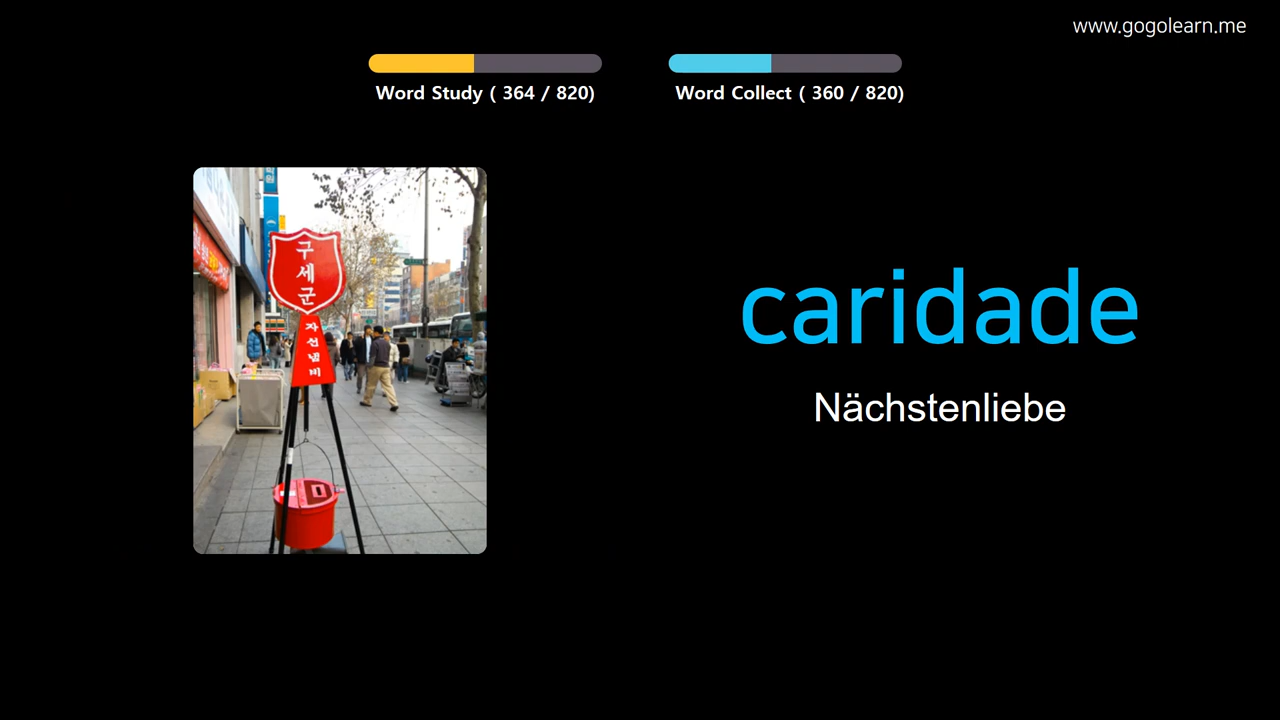 www.gogolearn.me
Word Study ( 364 / 820)
Word Collect ( 360 / 820)
구세군
자선냄비
caridade
Nächstenliebe